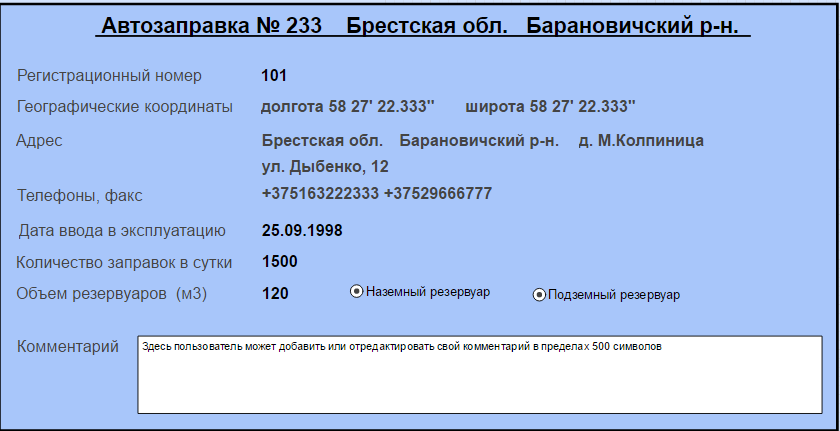 Автозаправка № 233 Брестская обл. Барановичский р-н.
Регистрационный номер 101
Географические координаты долгота 58 27' 22.333" широта 58 27' 22.333"
Адрес Брестская обл. Барановичский р-н. д. М.Колпиница
ул. Дыбенко, 12
Телефоны, факс +375163222333 +37529666777
Дата ввода в эксплуатацию 25.09.1998
Количество заправок в сутки 1500
Объем резервуаров (м3) 120 Наземный резервуар Подземный резервуар
Комментарий Здесь пользователь может добавить или отредактировать свой комментарий в пределах 500 символов